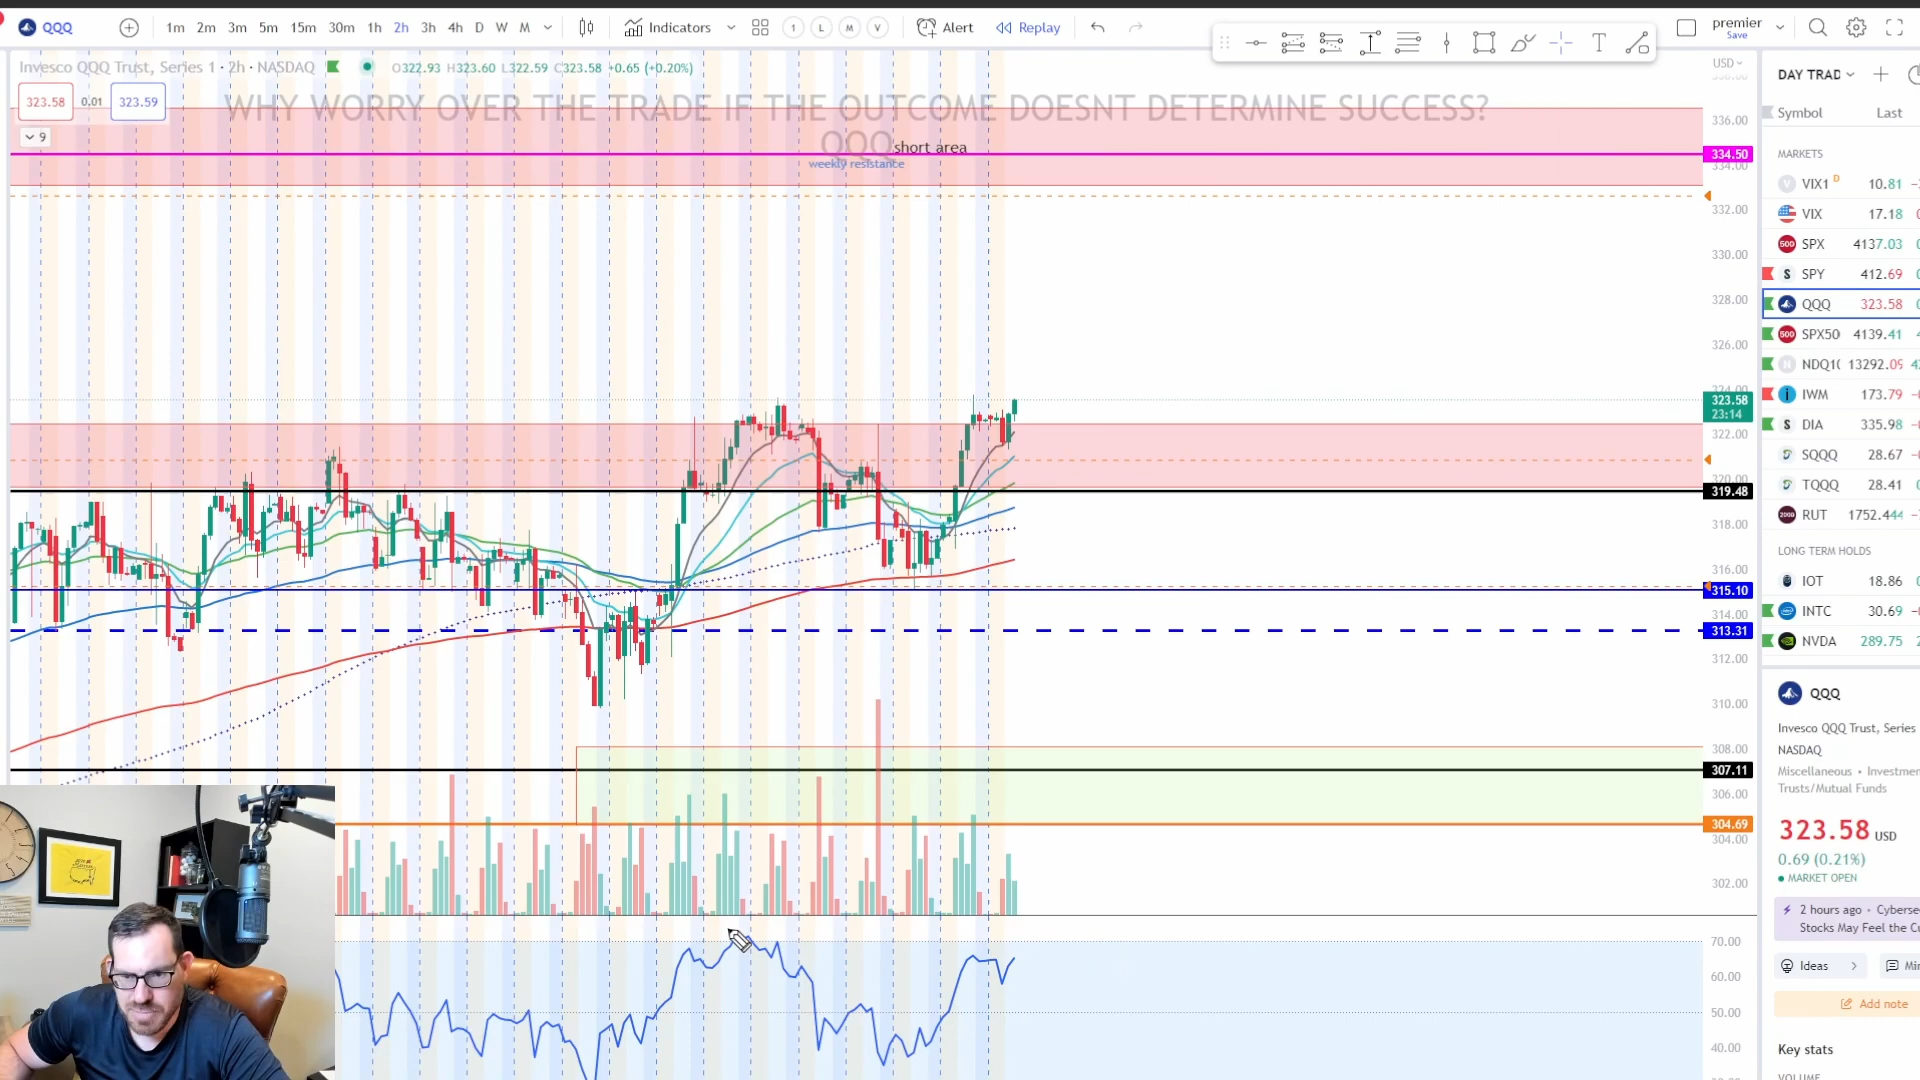 QQQ 1m 2m 3m 5m 15m 30m 1h 2h 3h 4h D W M Indicators 1 L M V Alert Replay premier
Save
Invesco QQQ Trust, Series 1 · 2h · NASDAQ O322.93 H323.60 L322.59 C323.58 +0.65 (+0.20%)
323.58 0.01 323.59
9
WHY WORRY OVER THE TRADE IF THE OUTCOME DOESNT DETERMINE SUCCESS?
QQQ
short area
weekly resistance
USD
336.00
334.50
334.00
332.00
330.00
328.00
326.00
324.00
323.58
23:14
322.00
320.00
319.48
318.00
316.00
315.10
314.00
313.31
312.00
310.00
308.00
307.11
306.00
304.69
304.00
302.00
70.00
60.00
50.00
40.00
DAY TRAD
Symbol Last
MARKETS
VIX1 D 10.81
VIX 17.18
SPX 4137.03
SPY 412.69
QQQ 323.58
SPX50 4139.41
NDQ1 13292.09
IWM 173.79
DIA 335.98
SQQQ 28.67
TQQQ 28.41
RUT 1752.444
LONG TERM HOLDS
IOT 18.86
INTC 30.69
NVDA 289.75
QQQ
Invesco QQQ Trust, Series
NASDAQ
Miscellaneous • Investmen
Trusts/Mutual Funds
323.58 USD
0.69 (0.21%)
MARKET OPEN
2 hours ago • Cyberse
Stocks May Feel the Cu
Ideas Min
Add note
Key stats
VOLUME